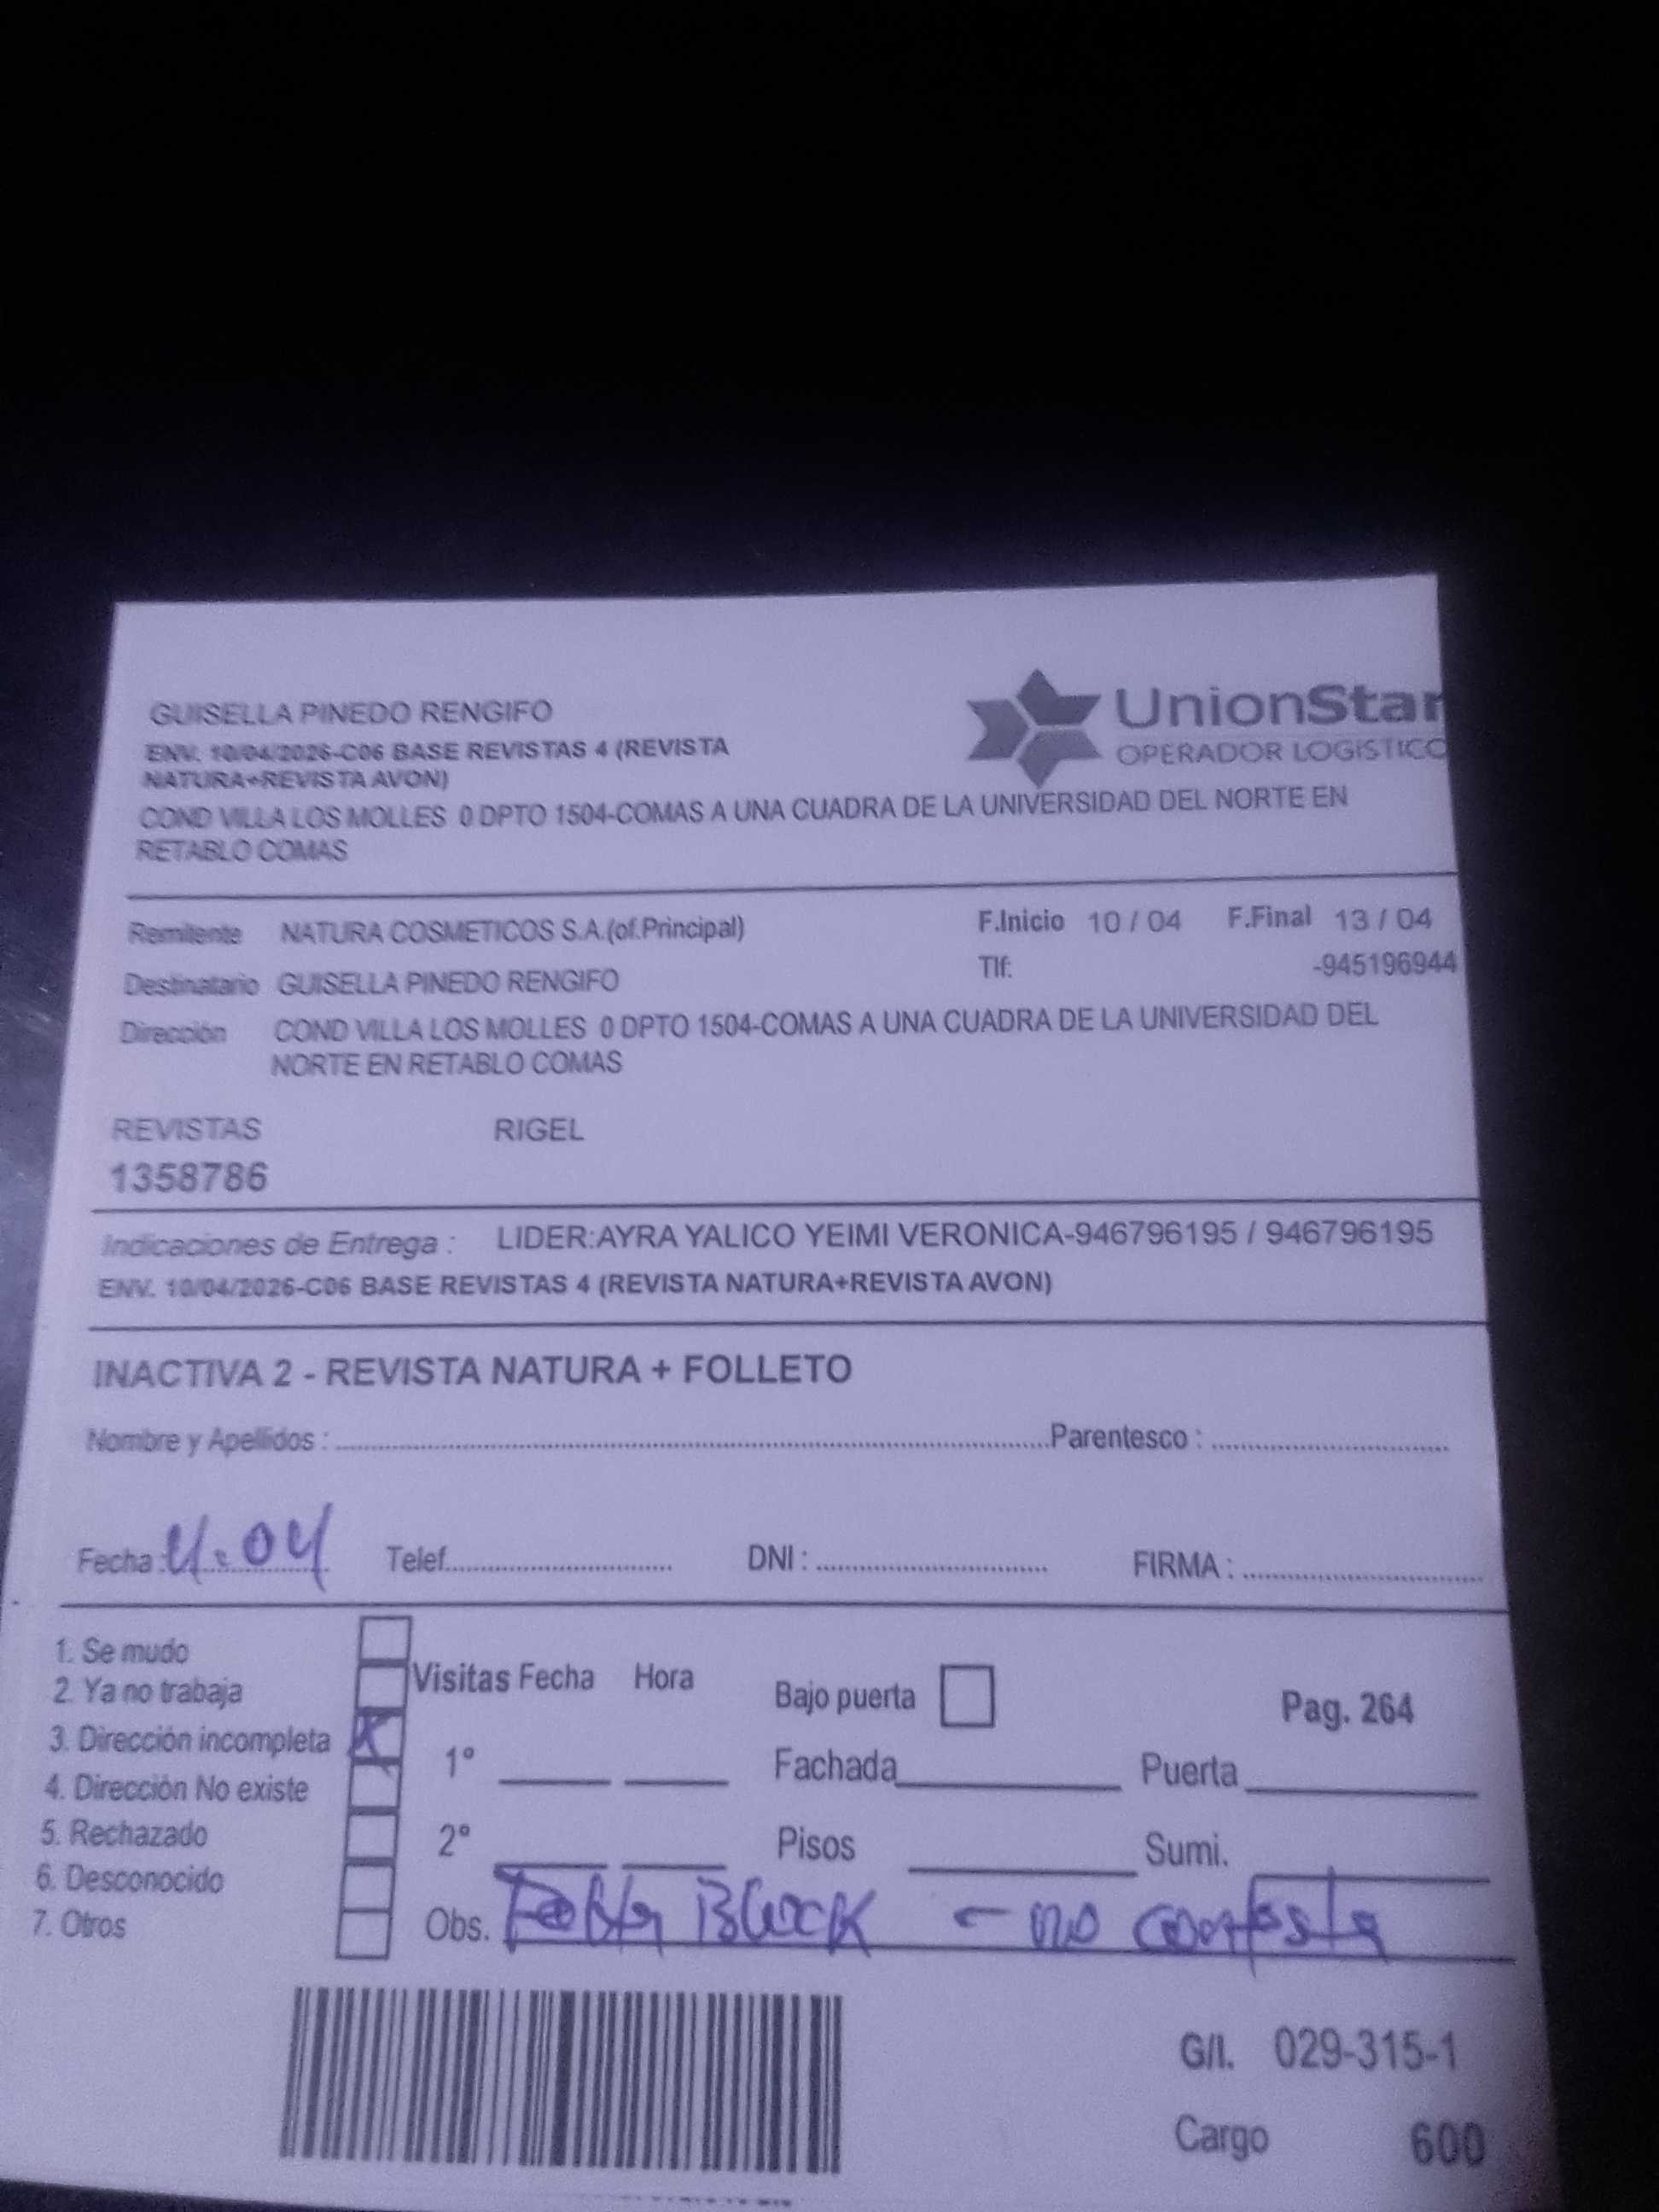 GUISELLA PINEDO RENGIFO
ENV. 10/04/2026-C06 BASE REVISTAS 4 (REVISTA
NATURA+REVISTA AVON)
COND VILLA LOS MOLLES 0 DPTO 1504-COMAS A UNA CUADRA DE LA UNIVERSIDAD DEL NORTE EN
RETABLO COMAS
UnionStar
OPERADOR LOGISTICO
Remitente NATURA COSMETICOS S.A.(of.Principal) F.Inicio 10 / 04 F.Final 13 / 04
Destinatario GUISELLA PINEDO RENGIFO Tlf: -945196944
Dirección COND VILLA LOS MOLLES 0 DPTO 1504-COMAS A UNA CUADRA DE LA UNIVERSIDAD DEL
NORTE EN RETABLO COMAS
REVISTAS RIGEL
1358786
Indicaciones de Entrega : LIDER:AYRA YALICO YEIMI VERONICA-946796195 / 946796195
ENV. 10/04/2026-C06 BASE REVISTAS 4 (REVISTA NATURA+REVISTA AVON)
INACTIVA 2 - REVISTA NATURA + FOLLETO
Nombre y Apellidos : Parentesco :
Fecha : 11-04 Telef. DNI : FIRMA :
1. Se mudo
2. Ya no trabaja
3. Dirección incompleta X
4. Dirección No existe
5. Rechazado
6. Desconocido
7. Otros
Visitas Fecha Hora
1°
2°
Bajo puerta
Pag. 264
Fachada Puerta
Pisos Sumi.
Obs. Falta Block - no contesta
G/I. 029-315-1
Cargo 600